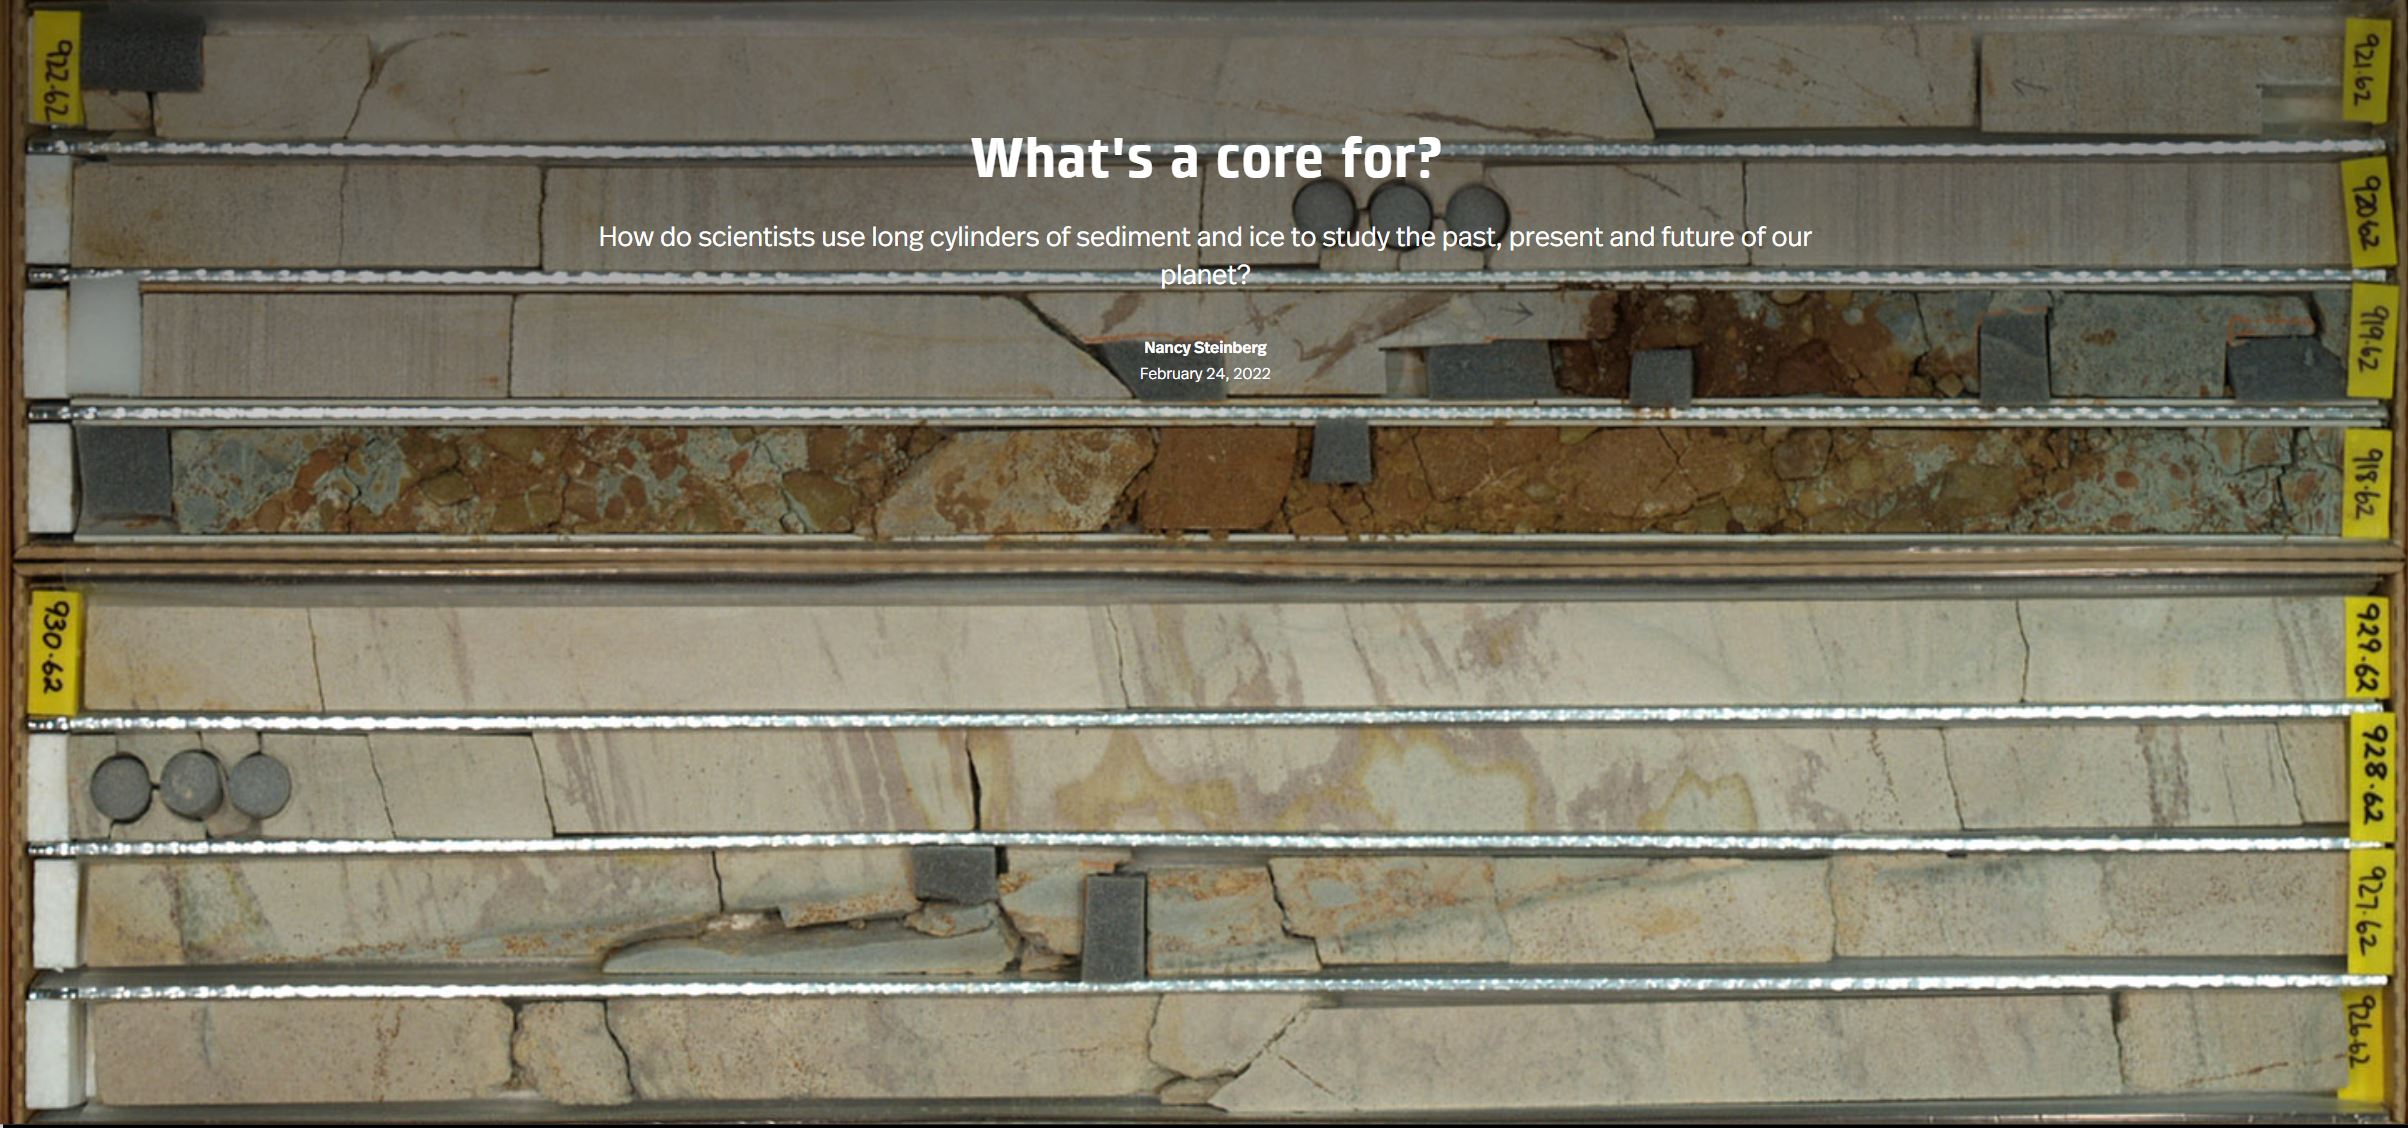 922.62
921.62
What's a core for?
920.62
How do scientists use long cylinders of sediment and ice to study the past, present and future of our
planet?
919.62
Nancy Steinberg
February 24, 2022
918.62
930.62
929.62
928.62
927.62
926.62